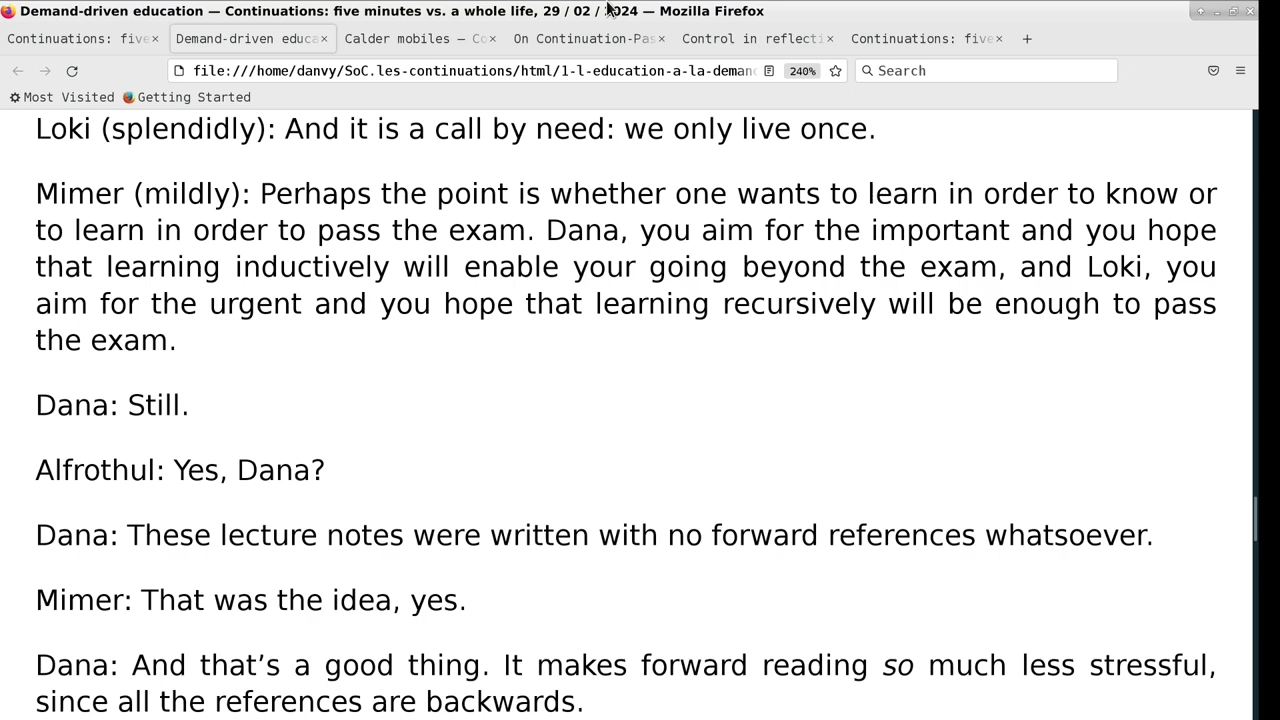 Demand-driven education — Continuations: five minutes vs. a whole life, 29 / 02 / 2024 — Mozilla Firefox
Continuations: five× Demand-driven educa× Calder mobiles — Co× On Continuation-Pas× Control in reflecti× Continuations: five× +
file:///home/danvy/SoC.les-continuations/html/1-l-education-a-la-deman 240% Search
Most Visited Getting Started
Loki (splendidly): And it is a call by need: we only live once.
Mimer (mildly): Perhaps the point is whether one wants to learn in order to know or
to learn in order to pass the exam. Dana, you aim for the important and you hope
that learning inductively will enable your going beyond the exam, and Loki, you
aim for the urgent and you hope that learning recursively will be enough to pass
the exam.
Dana: Still.
Alfrothul: Yes, Dana?
Dana: These lecture notes were written with no forward references whatsoever.
Mimer: That was the idea, yes.
Dana: And that’s a good thing. It makes forward reading so much less stressful,
since all the references are backwards.